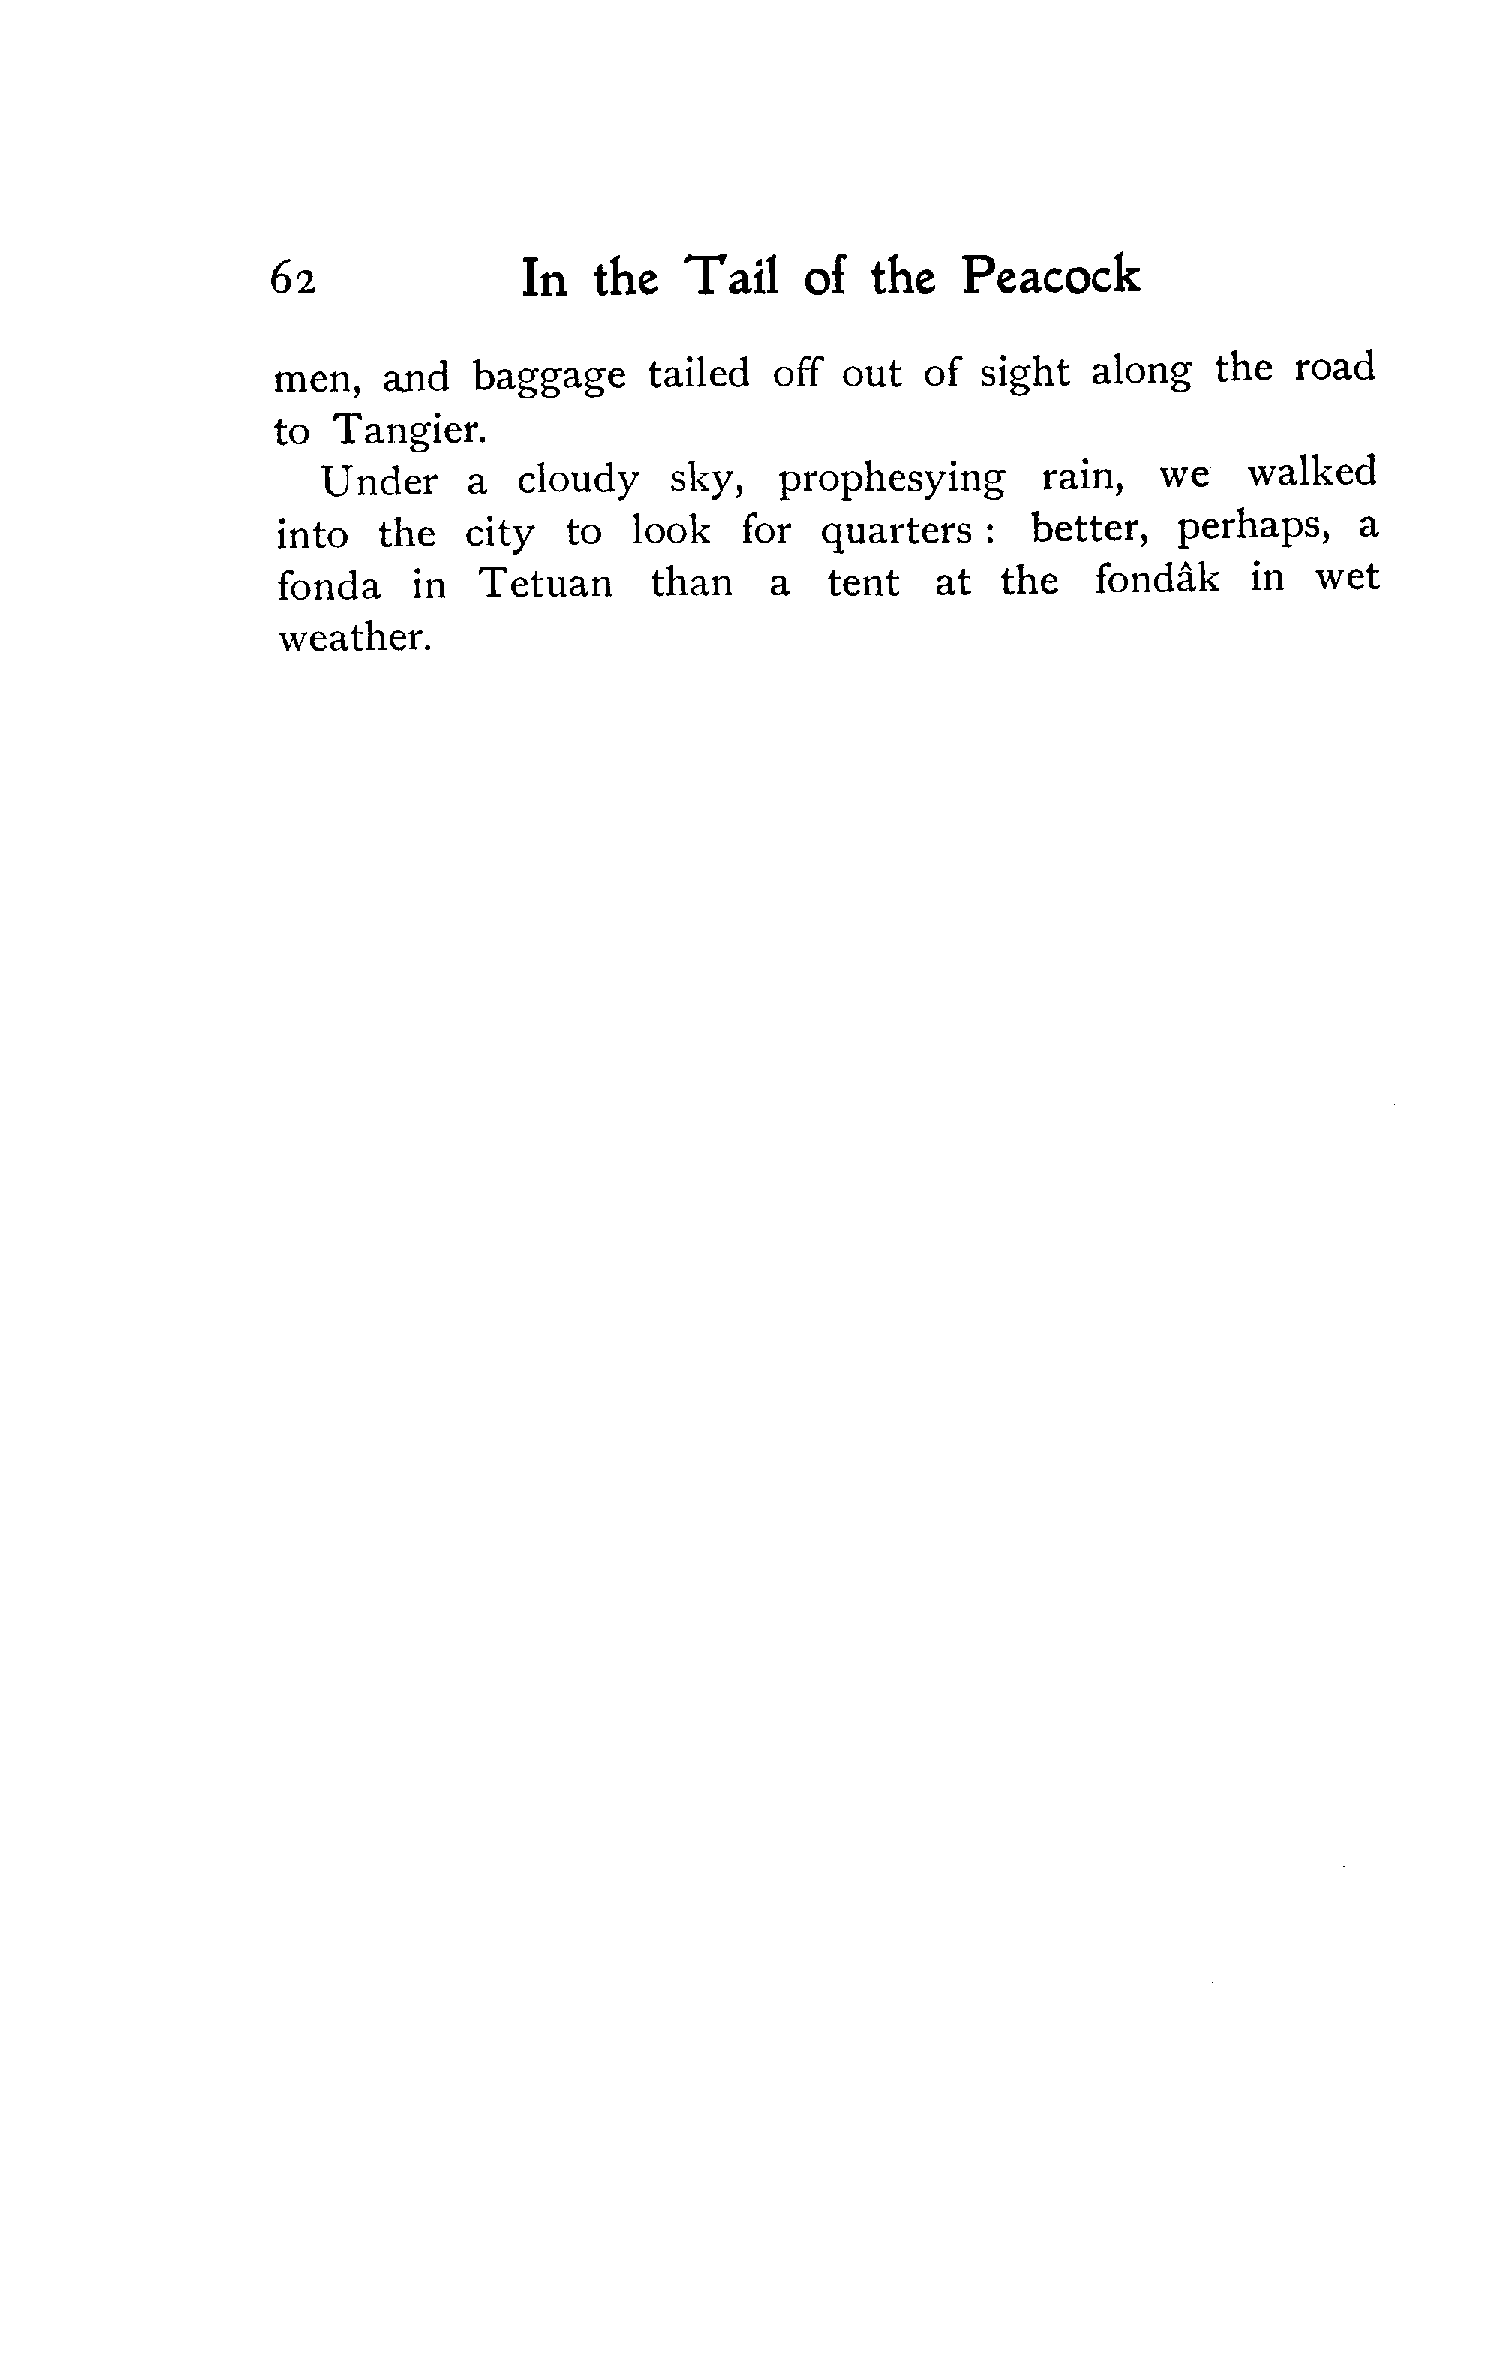 62 In the Tail of the Peacock
men, and baggage tailed off out of sight along the road
to Tangier.
Under a cloudy sky, prophesying rain, we walked
into the city to look for quarters : better, perhaps, a
fonda in Tetuan than a tent at the fondâk in wet
weather.